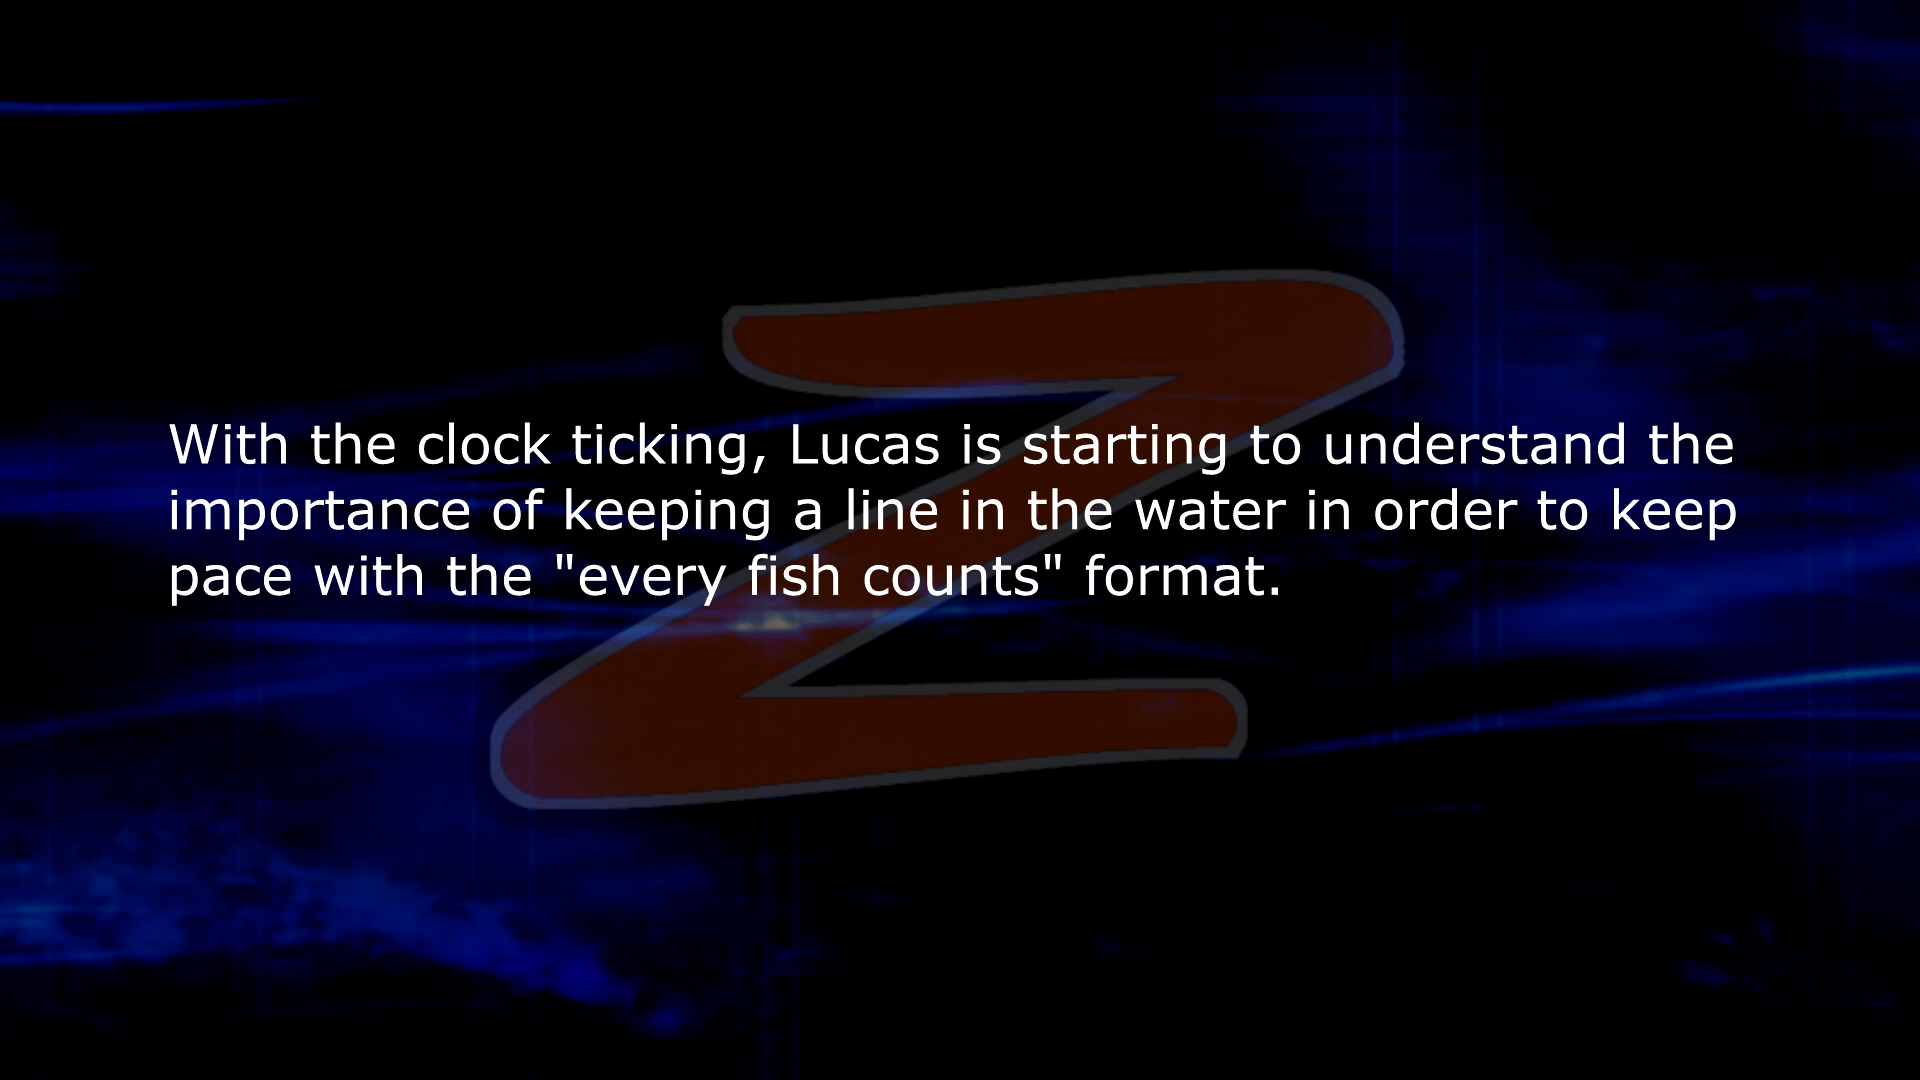 With the clock ticking, Lucas is starting to understand the
importance of keeping a line in the water in order to keep
pace with the "every fish counts" format.
Z